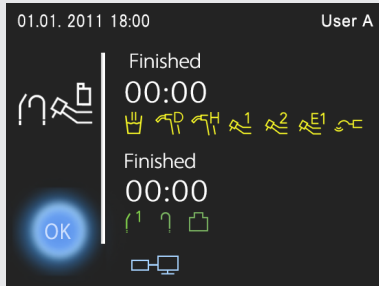 01.01. 2011 18:00 User A
Finished
00:00
D H 1 2 E1
Finished
00:00
1
OK